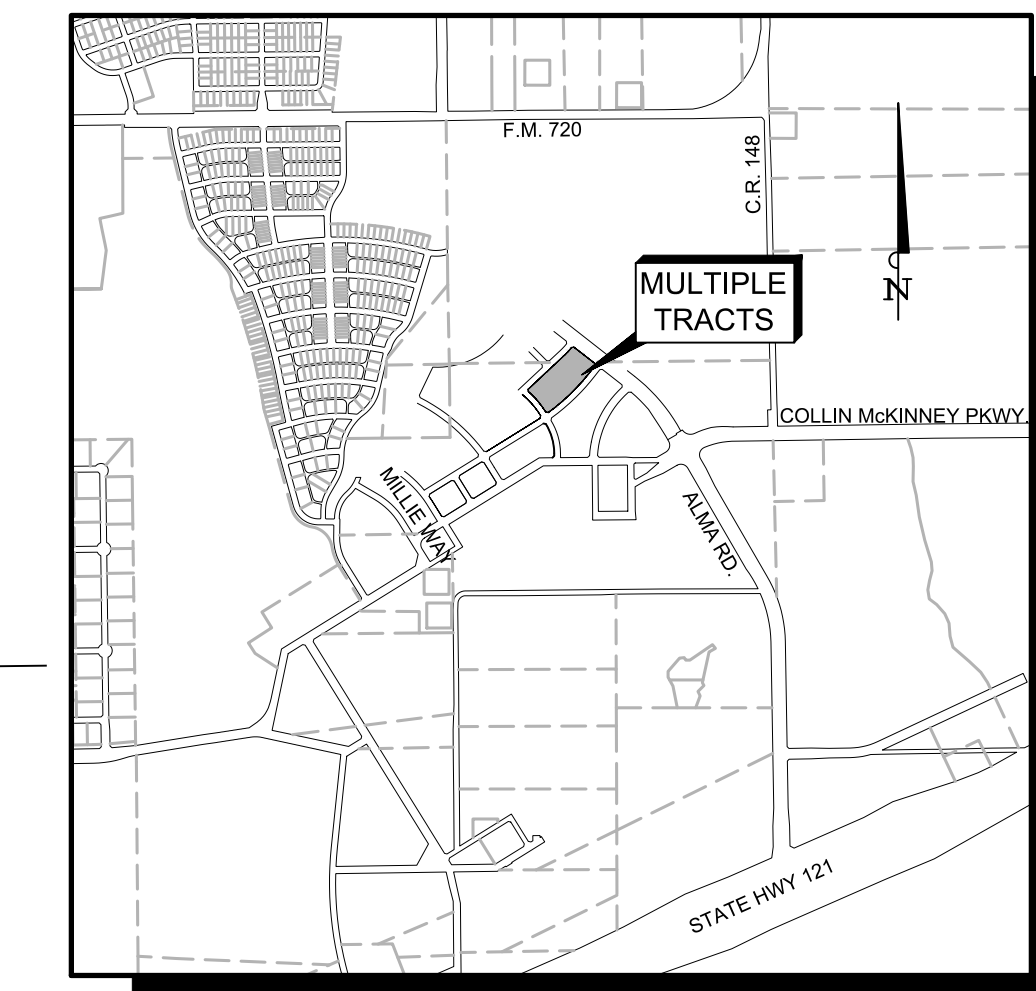 F.M. 720
C.R. 148
N
MULTIPLE
TRACTS
COLLIN McKINNEY PKWY.
MILLIE WAY
ALMA RD.
STATE HWY 121